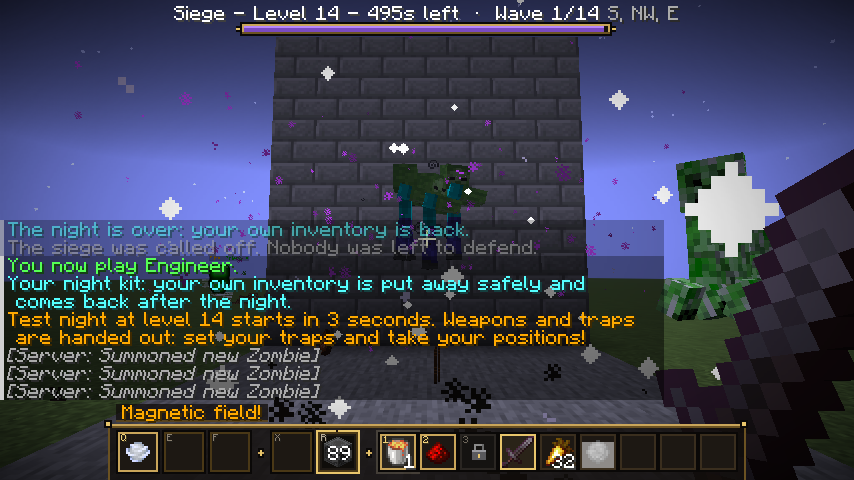 Siege - Level 14 - 495s left · Wave 1/14 S, NW, E
The night is over: your own inventory is back.
The siege was called off. Nobody was left to defend.
You now play Engineer.
Your night kit: your own inventory is put away safely and
comes back after the night.
Test night at level 14 starts in 3 seconds. Weapons and traps
are handed out: set your traps and take your positions!
[Server: Summoned new Zombie]
[Server: Summoned new Zombie]
[Server: Summoned new Zombie]
Magnetic field!
Q E F X R 1 2 3
89 1 32